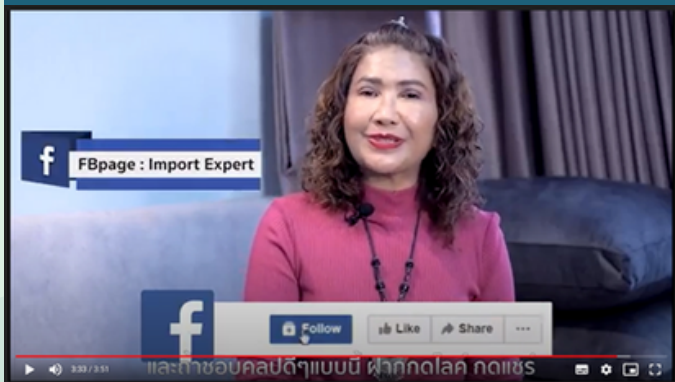 f
FBpage : Import Expert
f
Follow
Like
Share
3:33 / 3:51
และถ้าชอบคลิปดีๆแบบนี้ ฝากกดไลค์ กดแชร์